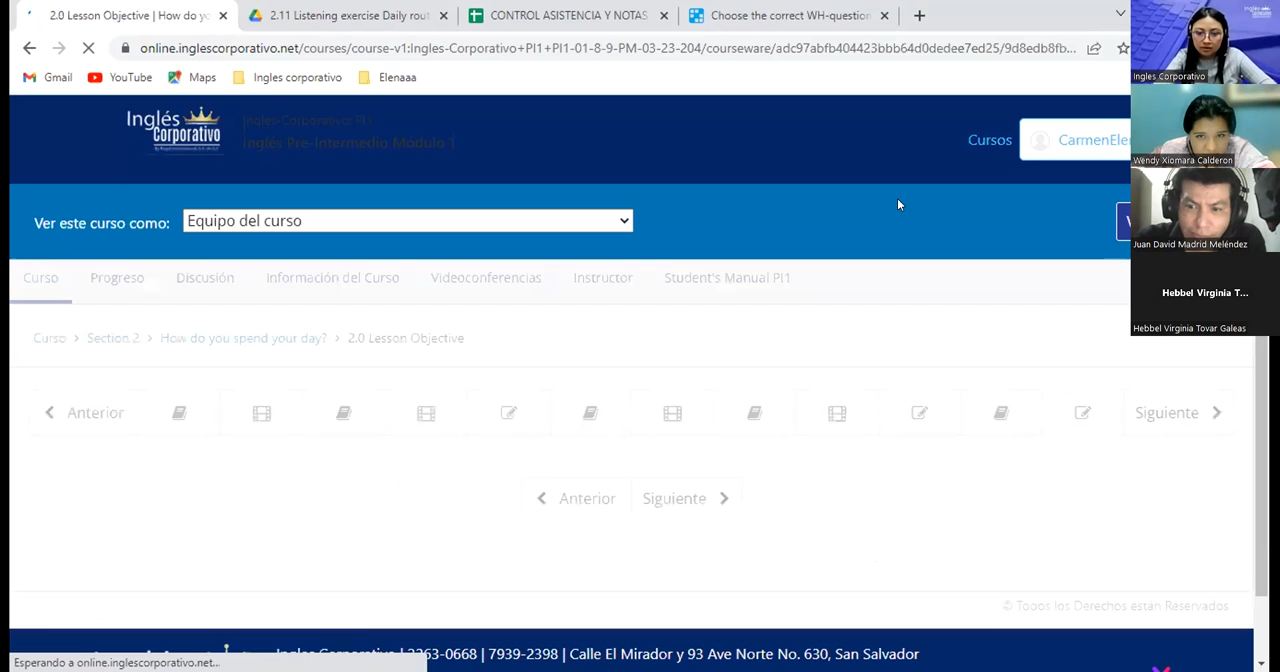 2.0 Lesson Objective | How do yo
2.11 Listening exercise Daily rout
CONTROL ASISTENCIA Y NOTAS
Choose the correct WH-question
online.inglescorporativo.net/courses/course-v1:Ingles-Corporativo+PI1+PI1-01-8-9-PM-03-23-204/courseware/adc97abfb404423bbb64d0dedee7ed25/9d8edb8fb...
Gmail
YouTube
Maps
Ingles corporativo
Elenaaa
Inglés
Corporativo
Ingles-Corporativo: PI1
Inglés Pre-Intermedio Módulo 1
Cursos
CarmenEle
Ver este curso como:
Equipo del curso
V
Curso
Progreso
Discusión
Información del Curso
Videoconferencias
Instructor
Student's Manual PI1
Curso > Section 2 > How do you spend your day? > 2.0 Lesson Objective
Anterior
Siguiente
Anterior
Siguiente
© Todos los Derechos están Reservados
2263-0668 | 7939-2398 | Calle El Mirador y 93 Ave Norte No. 630, San Salvador
Esperando a online.inglescorporativo.net...
Ingles Corporativo
Wendy Xiomara Calderon
Juan David Madrid Meléndez
Hebbel Virginia T...
Hebbel Virginia Tovar Galeas